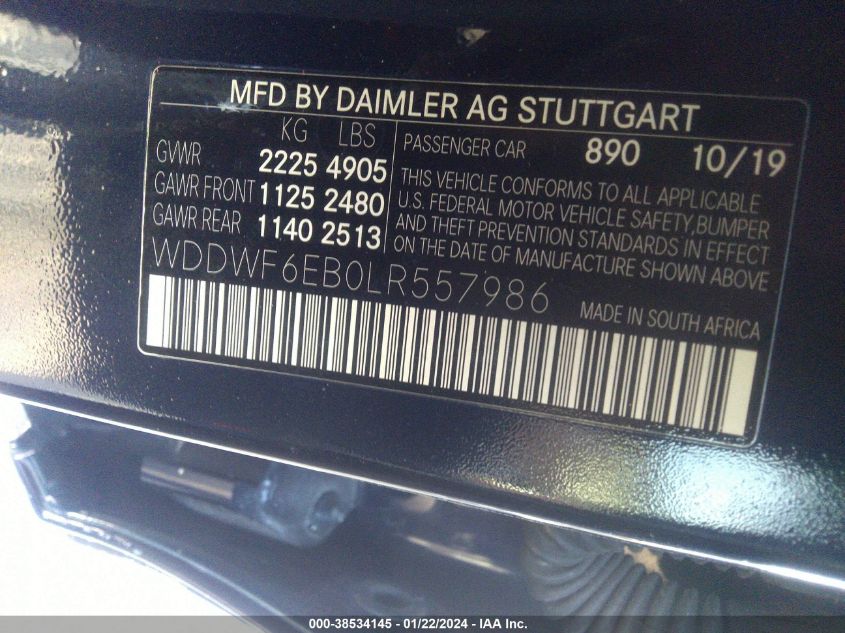 MFD BY DAIMLER AG STUTTGART
KG LBS
GVWR 2225 4905
GAWR FRONT 1125 2480
GAWR REAR 1140 2513
PASSENGER CAR 890 10/19
THIS VEHICLE CONFORMS TO ALL APPLICABLE
U.S. FEDERAL MOTOR VEHICLE SAFETY,BUMPER
AND THEFT PREVENTION STANDARDS IN EFFECT
ON THE DATE OF MANUFACTURE SHOWN ABOVE
WDDWF6EB0LR557986
MADE IN SOUTH AFRICA
000-38534145 - 01/22/2024 - IAA Inc.